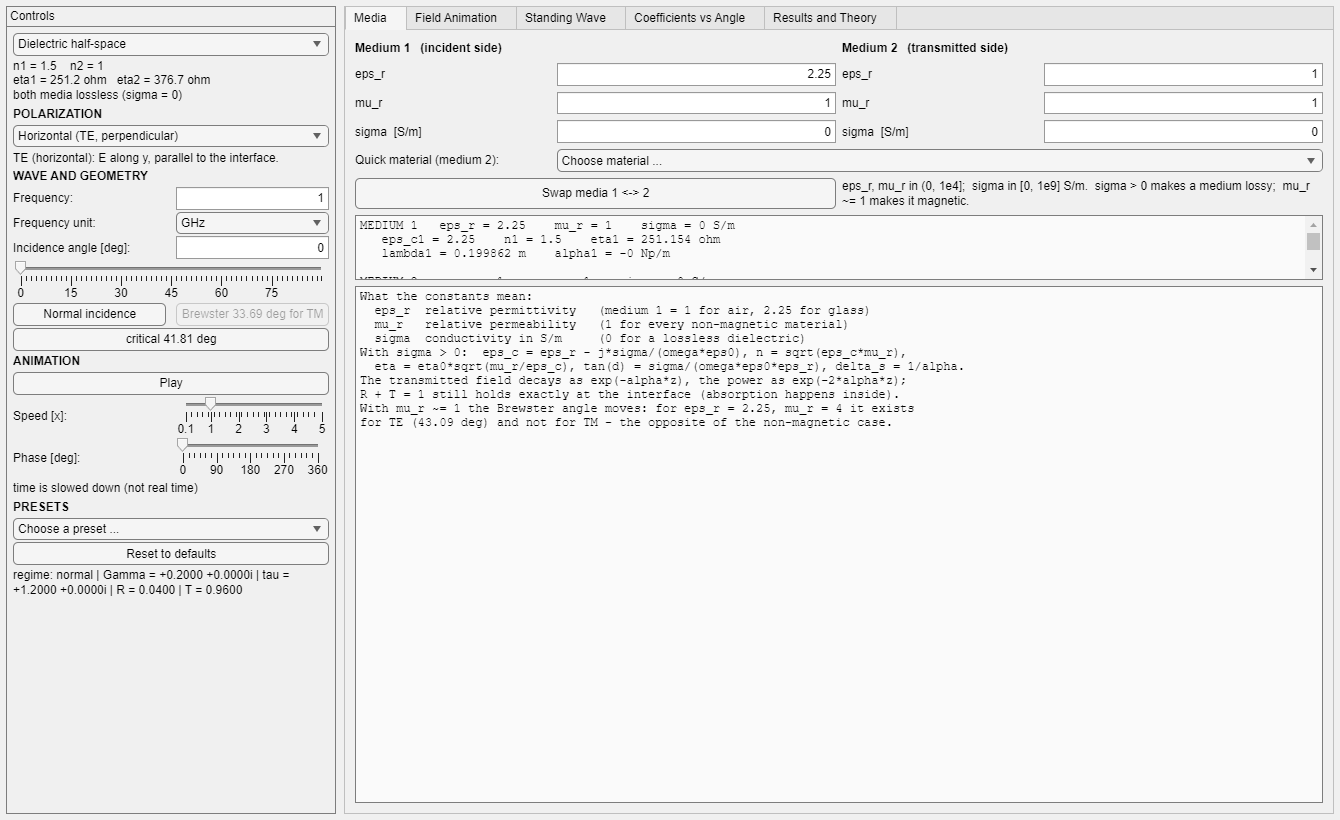 Controls
Dielectric half-space
n1 = 1.5    n2 = 1
eta1 = 251.2 ohm   eta2 = 376.7 ohm
both media lossless (sigma = 0)
POLARIZATION
Horizontal (TE, perpendicular)
TE (horizontal): E along y, parallel to the interface.
WAVE AND GEOMETRY
Frequency: 1
Frequency unit: GHz
Incidence angle [deg]: 0
0 15 30 45 60 75
Normal incidence Brewster 33.69 deg for TM
critical 41.81 deg
ANIMATION
Play
Speed [x]:
0.1 1 2 3 4 5
Phase [deg]:
0 90 180 270 360
time is slowed down (not real time)
PRESETS
Choose a preset ...
Reset to defaults
regime: normal | Gamma = +0.2000 +0.0000i | tau =
+1.2000 +0.0000i | R = 0.0400 | T = 0.9600
Media Field Animation Standing Wave Coefficients vs Angle Results and Theory
Medium 1   (incident side) Medium 2   (transmitted side)
eps_r 2.25 eps_r 1
mu_r 1 mu_r 1
sigma  [S/m] 0 sigma  [S/m] 0
Quick material (medium 2): Choose material ...
Swap media 1 <-> 2
eps_r, mu_r in (0, 1e4];  sigma in [0, 1e9] S/m.  sigma > 0 makes a medium lossy;  mu_r
~= 1 makes it magnetic.
MEDIUM 1   eps_r = 2.25    mu_r = 1    sigma = 0 S/m
eps_c1 = 2.25    n1 = 1.5    eta1 = 251.154 ohm
lambda1 = 0.199862 m    alpha1 = -0 Np/m
What the constants mean:
eps_r  relative permittivity   (medium 1 = 1 for air, 2.25 for glass)
mu_r   relative permeability   (1 for every non-magnetic material)
sigma  conductivity in S/m     (0 for a lossless dielectric)
With sigma > 0:  eps_c = eps_r - j*sigma/(omega*eps0), n = sqrt(eps_c*mu_r),
eta = eta0*sqrt(mu_r/eps_c), tan(d) = sigma/(omega*eps0*eps_r), delta_s = 1/alpha.
The transmitted field decays as exp(-alpha*z), the power as exp(-2*alpha*z);
R + T = 1 still holds exactly at the interface (absorption happens inside).
With mu_r ~= 1 the Brewster angle moves: for eps_r = 2.25, mu_r = 4 it exists
for TE (43.09 deg) and not for TM - the opposite of the non-magnetic case.